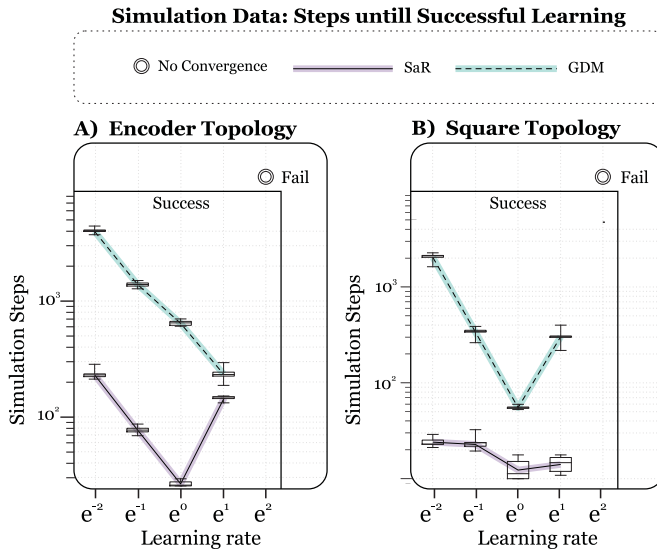 Simulation Data: Steps untill Successful Learning
No Convergence SaR GDM
A) Encoder Topology
Fail
Success
10³
10²
Simulation Steps
e⁻² e⁻¹ e⁰ e¹ e²
Learning rate
B) Square Topology
Fail
Success
10³
10²
Simulation Steps
e⁻² e⁻¹ e⁰ e¹ e²
Learning rate